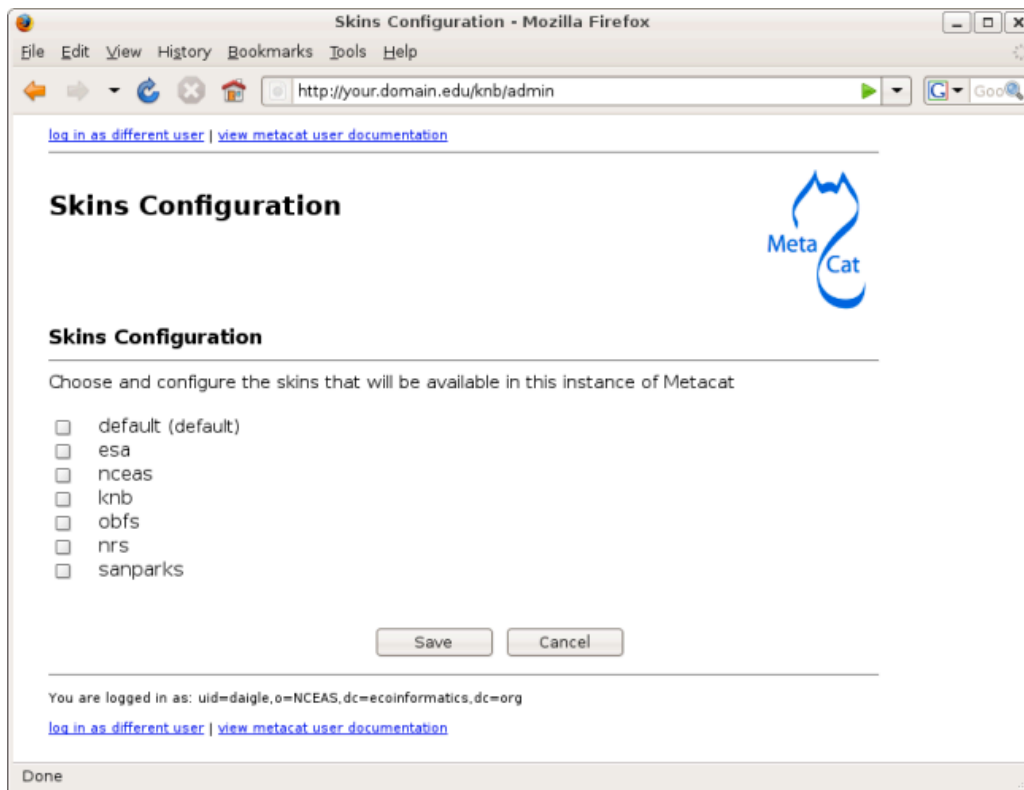 Skins Configuration - Mozilla Firefox
File Edit View History Bookmarks Tools Help
http://your.domain.edu/knb/admin G Goo
log in as different user | view metacat user documentation
Skins Configuration
Meta
Cat
Skins Configuration
Choose and configure the skins that will be available in this instance of Metacat
default (default)
esa
nceas
knb
obfs
nrs
sanparks
Save Cancel
You are logged in as: uid=daigle,o=NCEAS,dc=ecoinformatics,dc=org
log in as different user | view metacat user documentation
Done